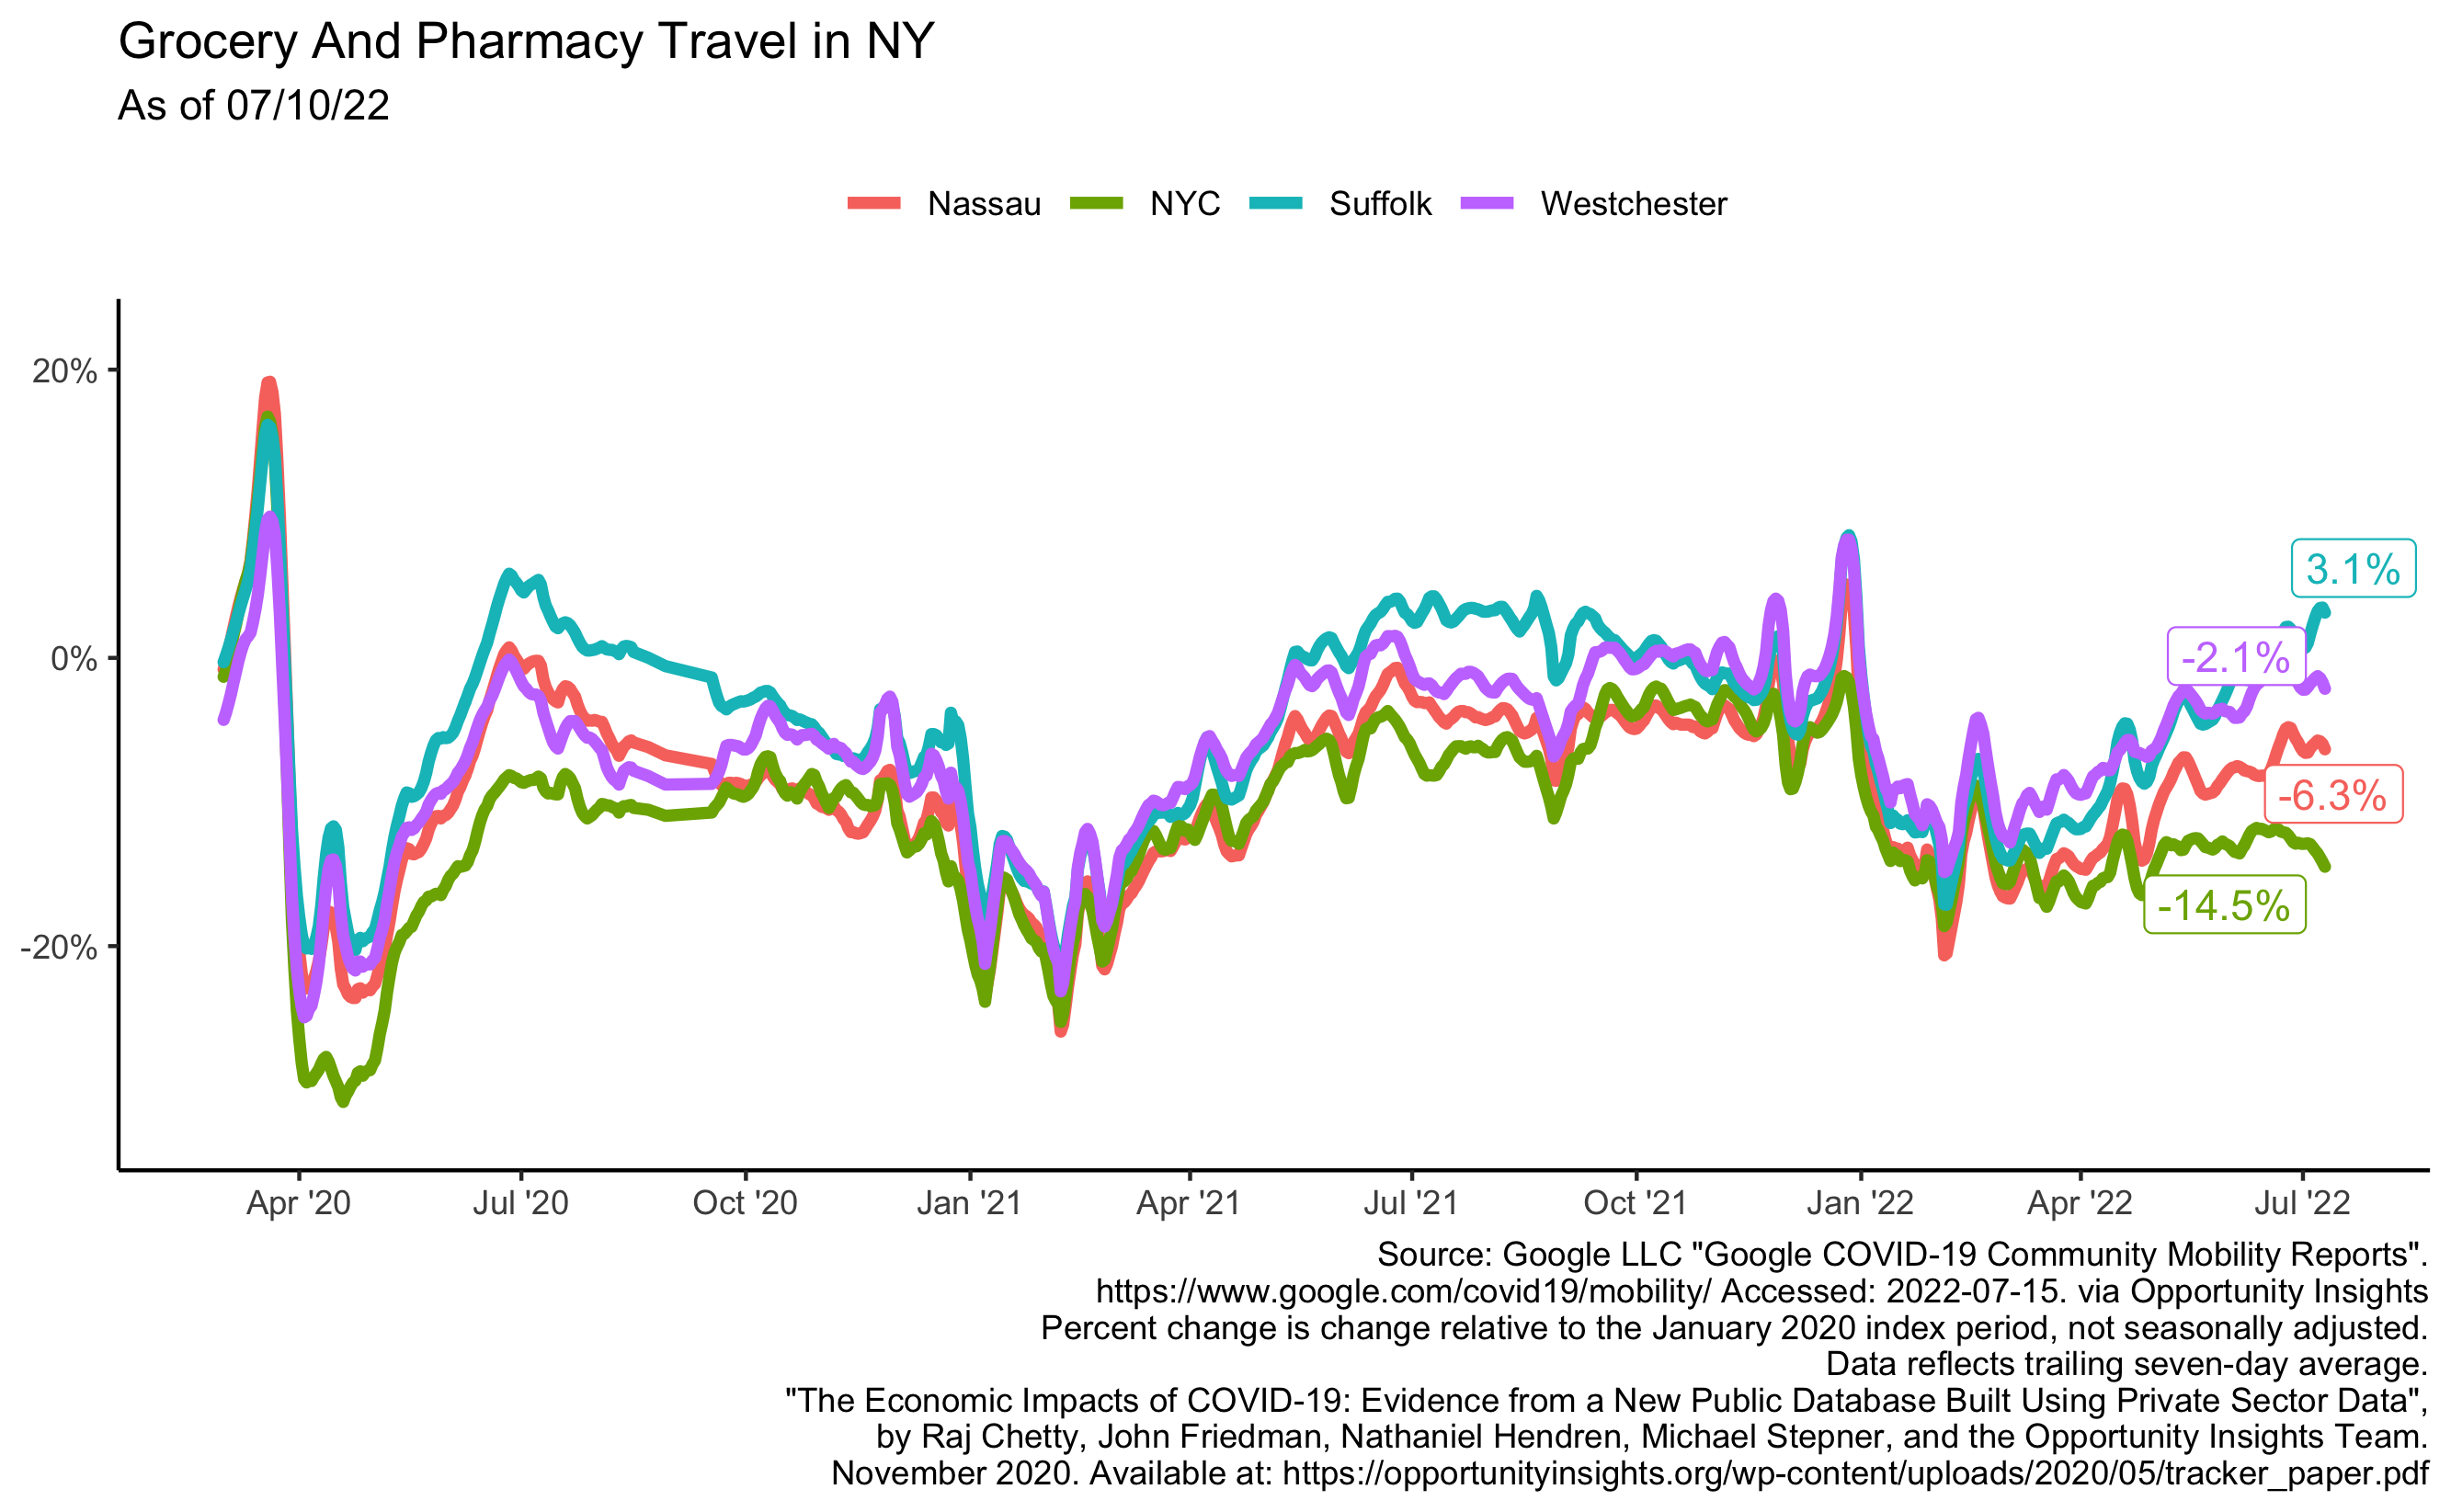 Grocery And Pharmacy Travel in NY
As of 07/10/22
Nassau NYC Suffolk Westchester
20%
0%
-20%
3.1%
-2.1%
-6.3%
-14.5%
Apr '20 Jul '20 Oct '20 Jan '21 Apr '21 Jul '21 Oct '21 Jan '22 Apr '22 Jul '22
Source: Google LLC "Google COVID-19 Community Mobility Reports".
https://www.google.com/covid19/mobility/ Accessed: 2022-07-15. via Opportunity Insights
Percent change is change relative to the January 2020 index period, not seasonally adjusted.
Data reflects trailing seven-day average.
"The Economic Impacts of COVID-19: Evidence from a New Public Database Built Using Private Sector Data",
by Raj Chetty, John Friedman, Nathaniel Hendren, Michael Stepner, and the Opportunity Insights Team.
November 2020. Available at: https://opportunityinsights.org/wp-content/uploads/2020/05/tracker_paper.pdf